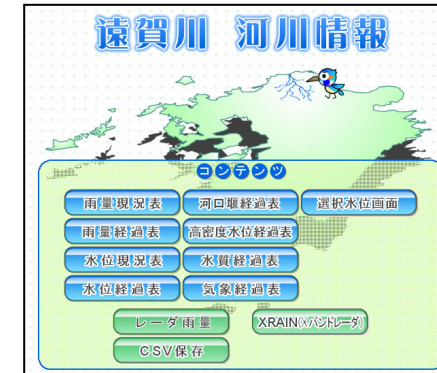 遠賀川 河川情報
コンテンツ
雨量現況表 河口堰経過表 選択水位画面
雨量経過表 高密度水位経過表
水位現況表 水質経過表
水位経過表 気象経過表
レーダ雨量 XRAIN(Xバンドレーダ)
CSV保存